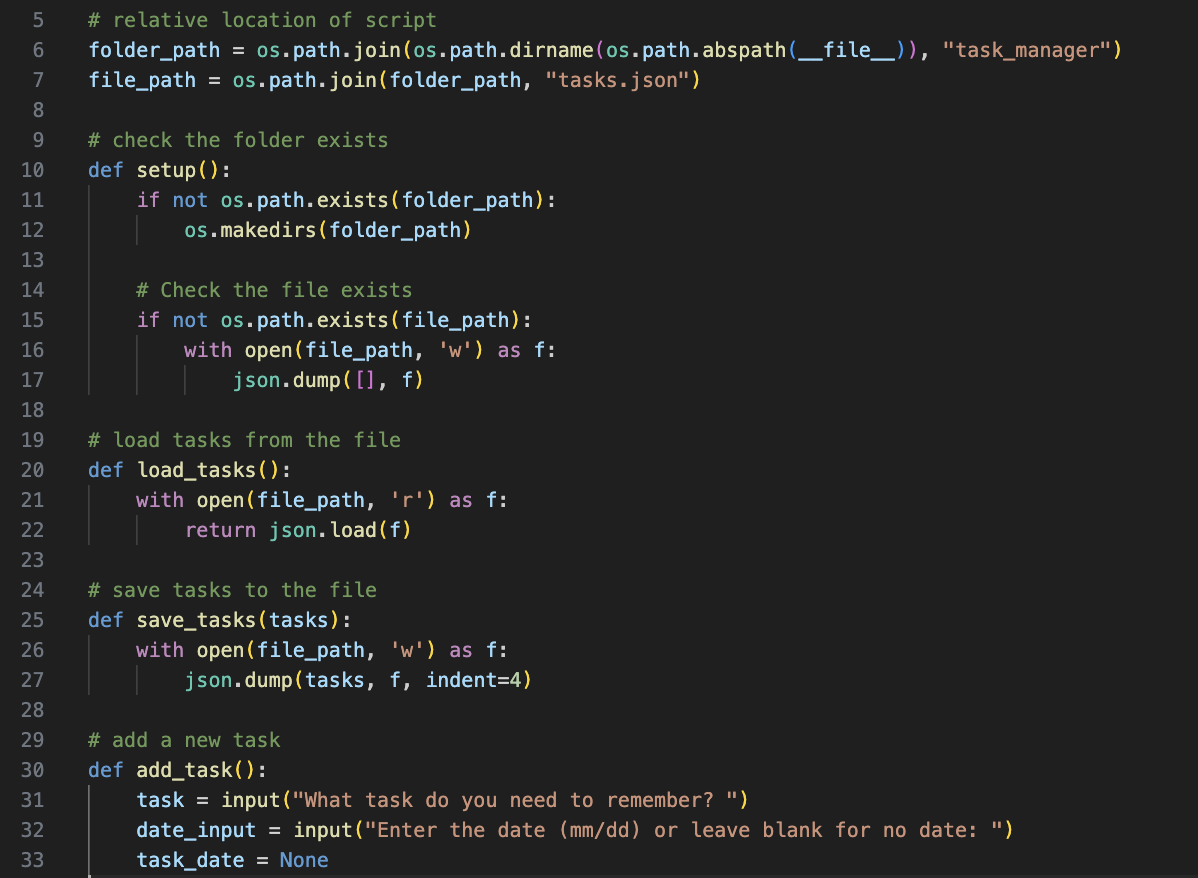 5 # relative location of script
6 folder_path = os.path.join(os.path.dirname(os.path.abspath(__file__)), "task_manager")
7 file_path = os.path.join(folder_path, "tasks.json")
8
9 # check the folder exists
10 def setup():
11     if not os.path.exists(folder_path):
12         os.makedirs(folder_path)
13
14     # Check the file exists
15     if not os.path.exists(file_path):
16         with open(file_path, 'w') as f:
17             json.dump([], f)
18
19 # load tasks from the file
20 def load_tasks():
21     with open(file_path, 'r') as f:
22         return json.load(f)
23
24 # save tasks to the file
25 def save_tasks(tasks):
26     with open(file_path, 'w') as f:
27         json.dump(tasks, f, indent=4)
28
29 # add a new task
30 def add_task():
31     task = input("What task do you need to remember? ")
32     date_input = input("Enter the date (mm/dd) or leave blank for no date: ")
33     task_date = None